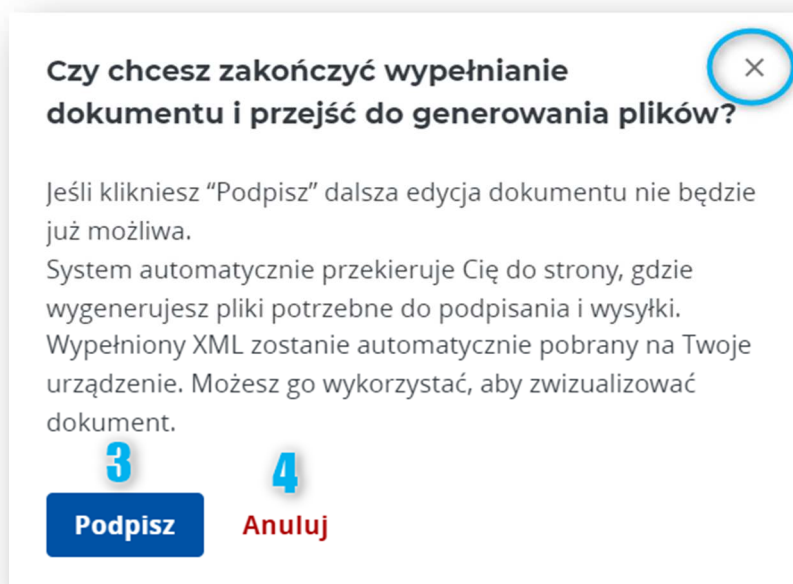 Czy chcesz zakończyć wypełnianie
dokumentu i przejść do generowania plików?
Jeśli klikniesz “Podpisz” dalsza edycja dokumentu nie będzie
już możliwa.
System automatycznie przekieruje Cię do strony, gdzie
wygenerujesz pliki potrzebne do podpisania i wysyłki.
Wypełniony XML zostanie automatycznie pobrany na Twoje
urządzenie. Możesz go wykorzystać, aby zwizualizować
dokument.
3 4
Podpisz Anuluj